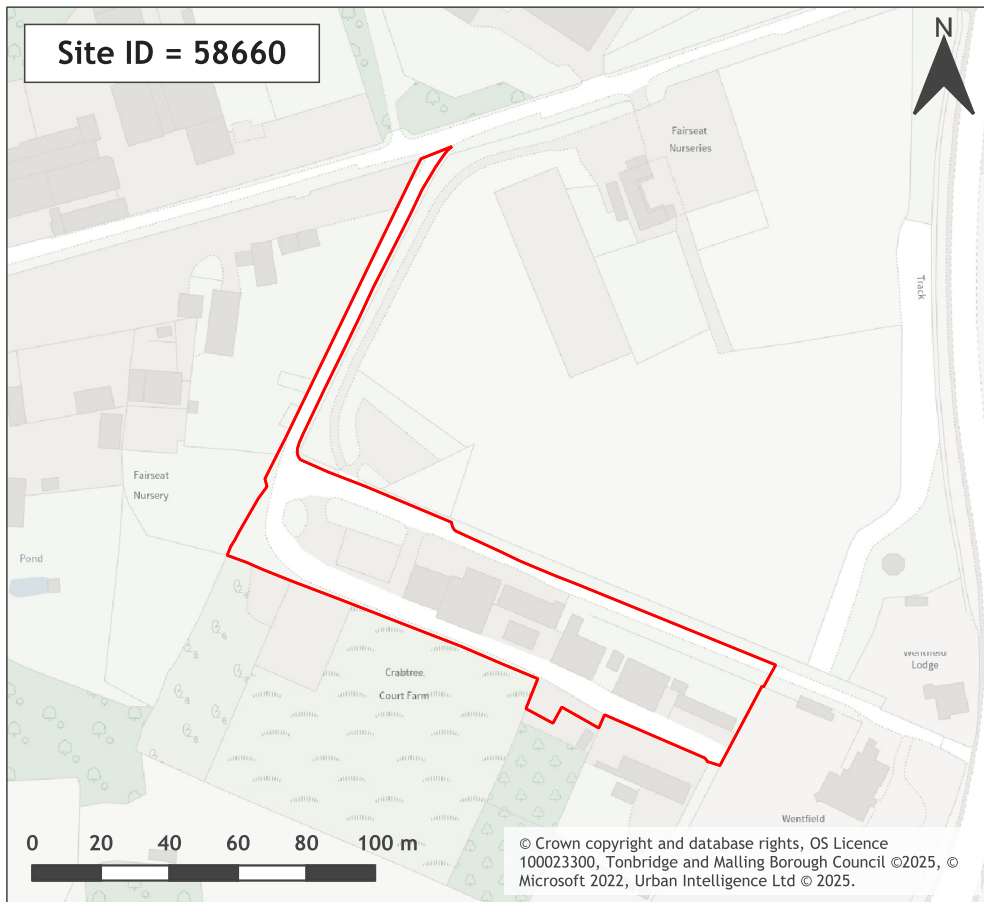 Site ID = 58660
N
Fairseat
Nurseries
Track
Fairseat
Nursery
Pond
Wentfield
Lodge
Crabtree
Court Farm
Wentfield
0 20 40 60 80 100 m
© Crown copyright and database rights, OS Licence
100023300, Tonbridge and Malling Borough Council ©2025, ©
Microsoft 2022, Urban Intelligence Ltd © 2025.